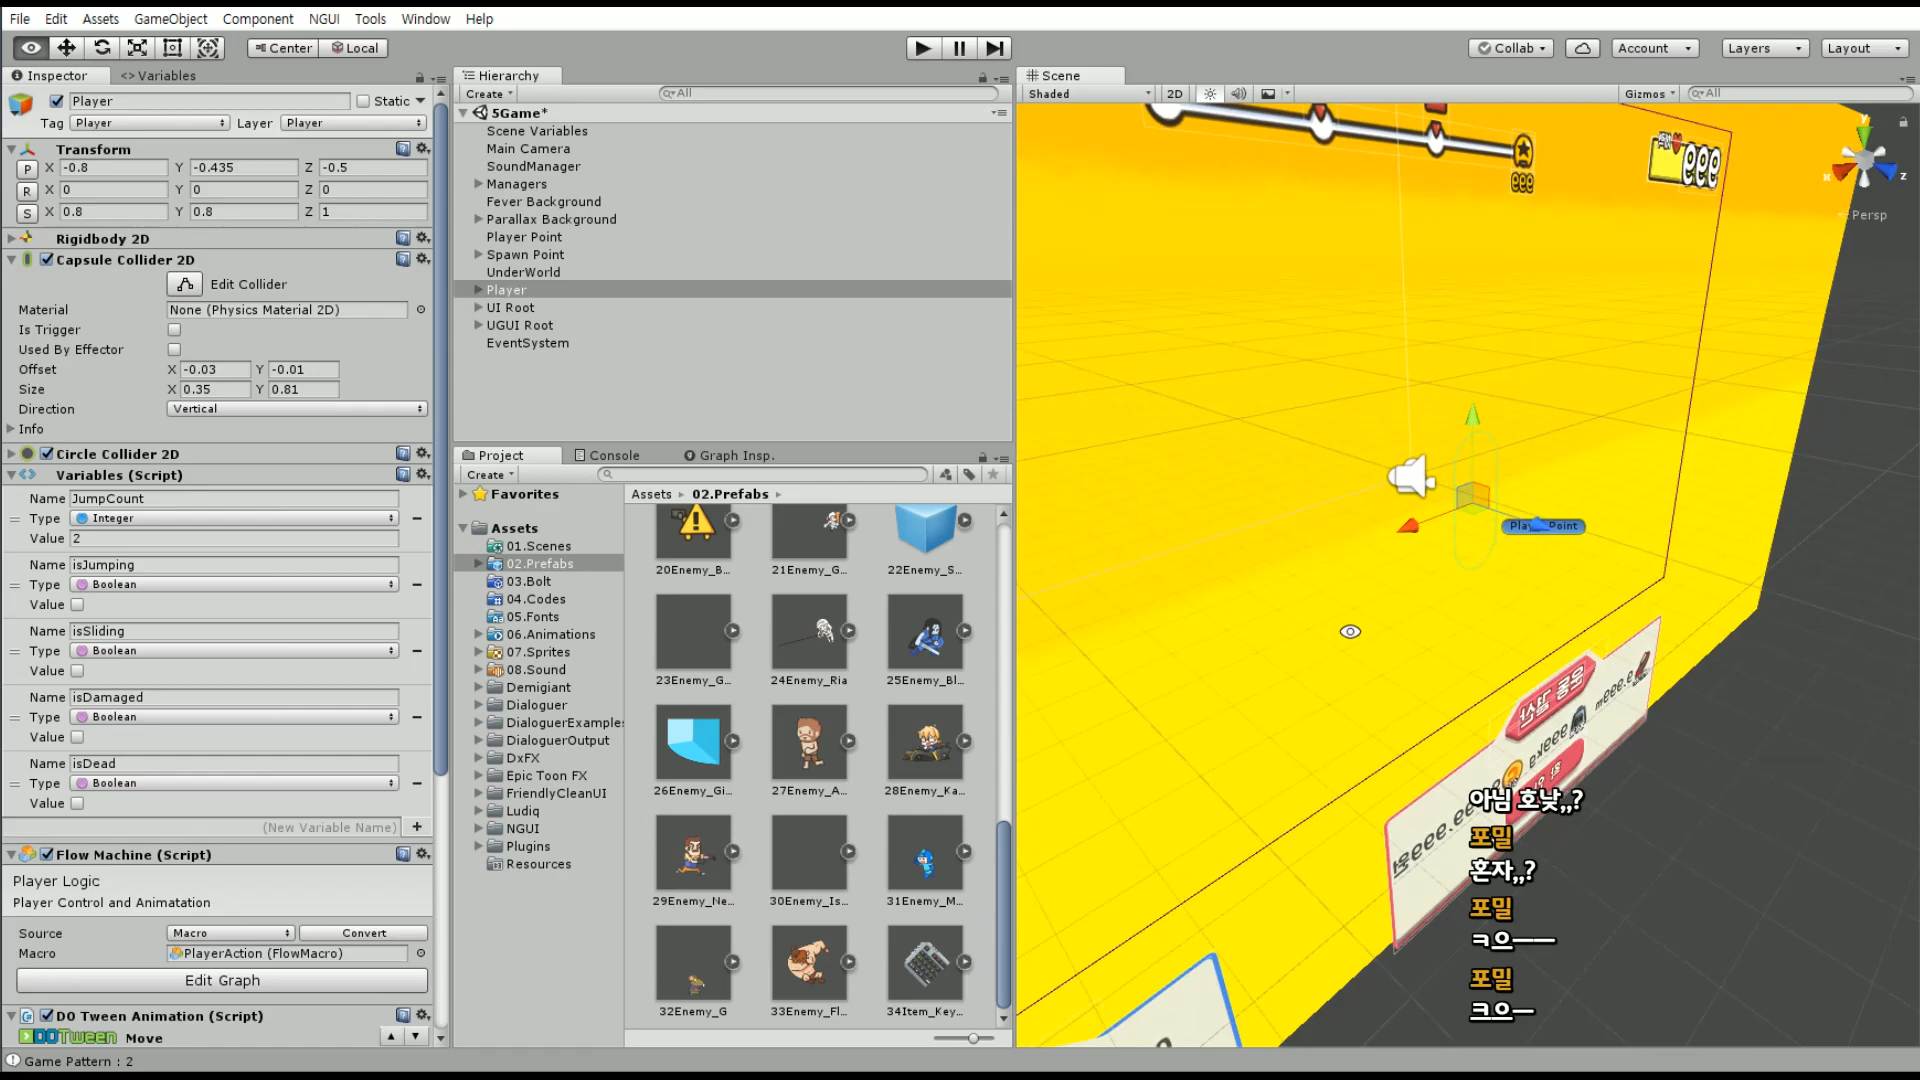 File Edit Assets GameObject Component NGUI Tools Window Help
Center Local
Collab Account Layers Layout
Inspector <> Variables
Player Static
Tag Player Layer Player
Transform
P X -0.8 Y -0.435 Z -0.5
R X 0 Y 0 Z 0
S X 0.8 Y 0.8 Z 1
Rigidbody 2D
Capsule Collider 2D
Edit Collider
Material None (Physics Material 2D)
Is Trigger
Used By Effector
Offset X -0.03 Y -0.01
Size X 0.35 Y 0.81
Direction Vertical
Info
Circle Collider 2D
Variables (Script)
Name JumpCount
Type Integer
Value 2
Name isJumping
Type Boolean
Value
Name isSliding
Type Boolean
Value
Name isDamaged
Type Boolean
Value
Name isDead
Type Boolean
Value
(New Variable Name) +
Flow Machine (Script)
Player Logic
Player Control and Animatation
Source Macro Convert
Macro PlayerAction (FlowMacro)
Edit Graph
DO Tween Animation (Script)
DOTween Move
Game Pattern : 2
Hierarchy
Create All
5Game*
Scene Variables
Main Camera
SoundManager
Managers
Fever Background
Parallax Background
Player Point
Spawn Point
UnderWorld
Player
UI Root
UGUI Root
EventSystem
Project Console Graph Insp.
Create
Favorites
Assets
01.Scenes
02.Prefabs
03.Bolt
04.Codes
05.Fonts
06.Animations
07.Sprites
08.Sound
Demigiant
Dialoguer
DialoguerExamples
DialoguerOutput
DxFX
Epic Toon FX
FriendlyCleanUI
Ludiq
NGUI
Plugins
Resources
Assets 02.Prefabs
20Enemy_B... 21Enemy_G... 22Enemy_S...
23Enemy_G... 24Enemy_Ria 25Enemy_Bl...
26Enemy_Gi... 27Enemy_A... 28Enemy_Ka...
29Enemy_Ne... 30Enemy_Is... 31Enemy_M...
32Enemy_G 33Enemy_Fl... 34Item_Key...
Scene
Shaded 2D Gizmos All
y x z
Persp
999
999
Point
아님 호낮,,?
포밀
혼자,,?
포밀
ㅋ으——
포밀
크으—